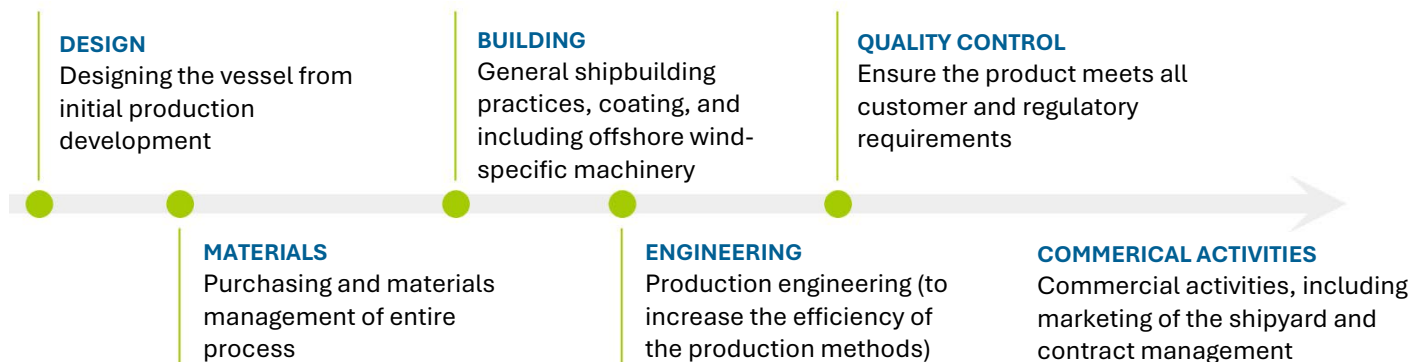 DESIGN
Designing the vessel from
initial production
development
MATERIALS
Purchasing and materials
management of entire
process
BUILDING
General shipbuilding
practices, coating, and
including offshore wind-
specific machinery
ENGINEERING
Production engineering (to
increase the efficiency of
the production methods)
QUALITY CONTROL
Ensure the product meets all
customer and regulatory
requirements
COMMERICAL ACTIVITIES
Commercial activities, including
marketing of the shipyard and
contract management